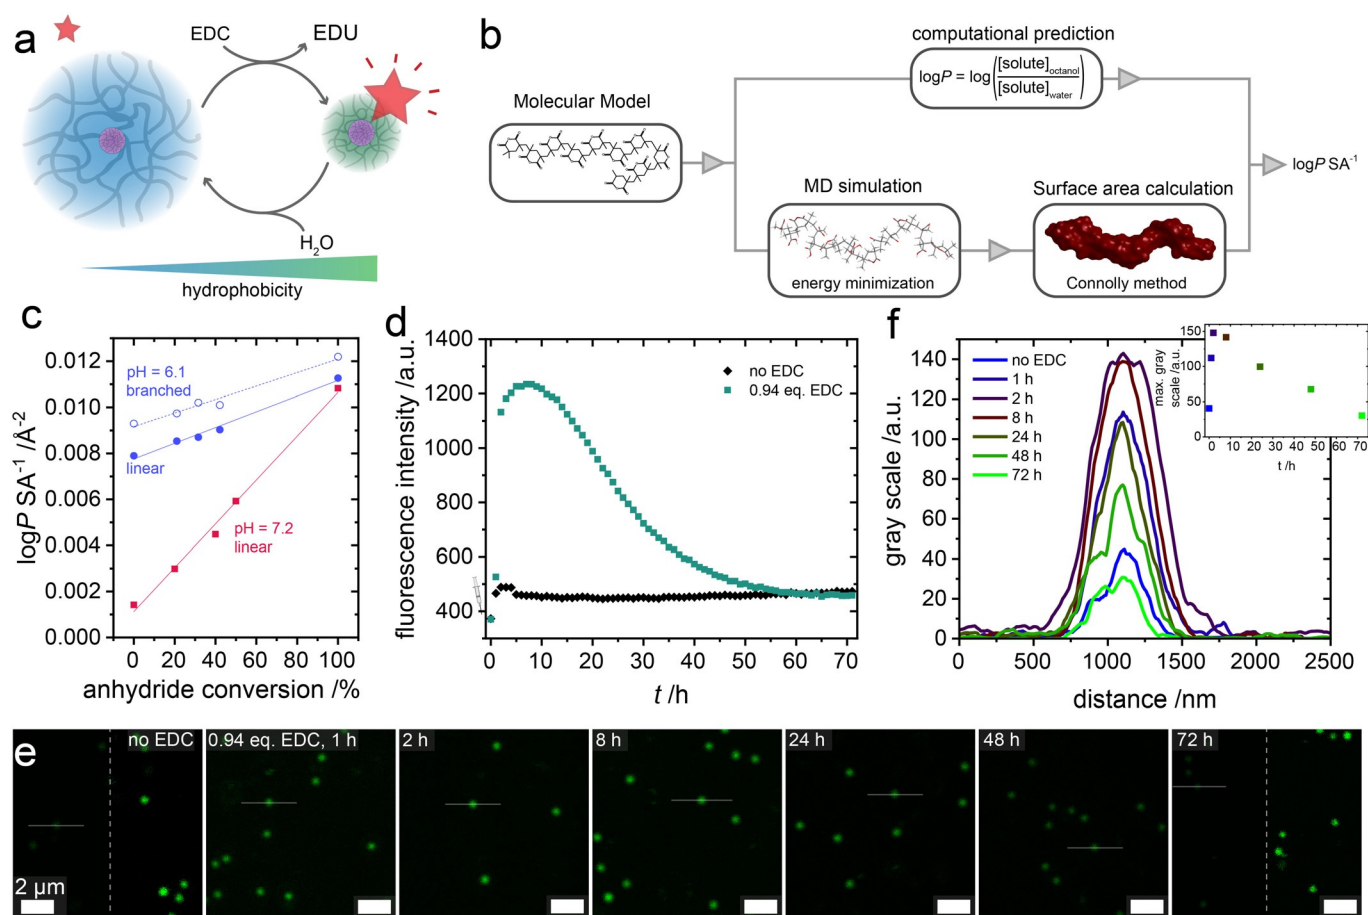 a
EDC
EDU
H2O
hydrophobicity
b
computational prediction
logP = log([solute]octanol/[solute]water)
Molecular Model
MD simulation
energy minimization
Surface area calculation
Connolly method
logP SA-1
c
0.012
0.010
0.008
0.006
0.004
0.002
0.000
logP SA-1 /Å-2
pH = 6.1
branched
linear
pH = 7.2
linear
0 20 40 60 80 100
anhydride conversion /%
d
1400
1200
1000
800
600
400
fluorescence intensity /a.u.
no EDC
0.94 eq. EDC
0 10 20 30 40 50 60 70
t /h
f
140
120
100
80
60
40
20
0
gray scale /a.u.
no EDC
1 h
2 h
8 h
24 h
48 h
72 h
150
100
50
0
max. gray
scale /a.u.
0 10 20 30 40 50 60 70
t /h
0 500 1000 1500 2000 2500
distance /nm
e
no EDC
2 µm
0.94 eq. EDC, 1 h
2 h
8 h
24 h
48 h
72 h